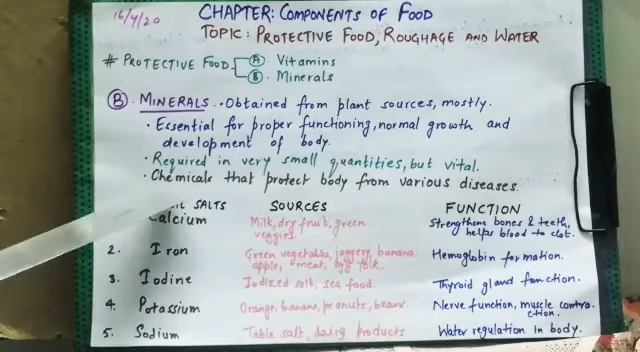 16/4/20
CHAPTER: COMPONENTS OF FOOD
TOPIC: PROTECTIVE FOOD, ROUGHAGE AND WATER
# PROTECTIVE FOOD
A Vitamins
B Minerals
B. MINERALS. • Obtained from plant sources, mostly.
• Essential for proper functioning, normal growth and
development of body.
• Required in very small quantities, but vital.
• Chemicals that protect body from various diseases.
SALTS SOURCES FUNCTION
Calcium Milk, dry fruit, green Strengthen bones & teeth,
veggies. helps blood to clot.
2. Iron Green vegetables, jaggery, banana Hemoglobin formation.
apple, meat, egg yolk.
3. Iodine Iodized salt, sea food. Thyroid gland function.
4. Potassium Orange, banana, peanuts, beans. Nerve function, muscle contra-
ction.
5. Sodium Table salt, dairy products Water regulation in body.